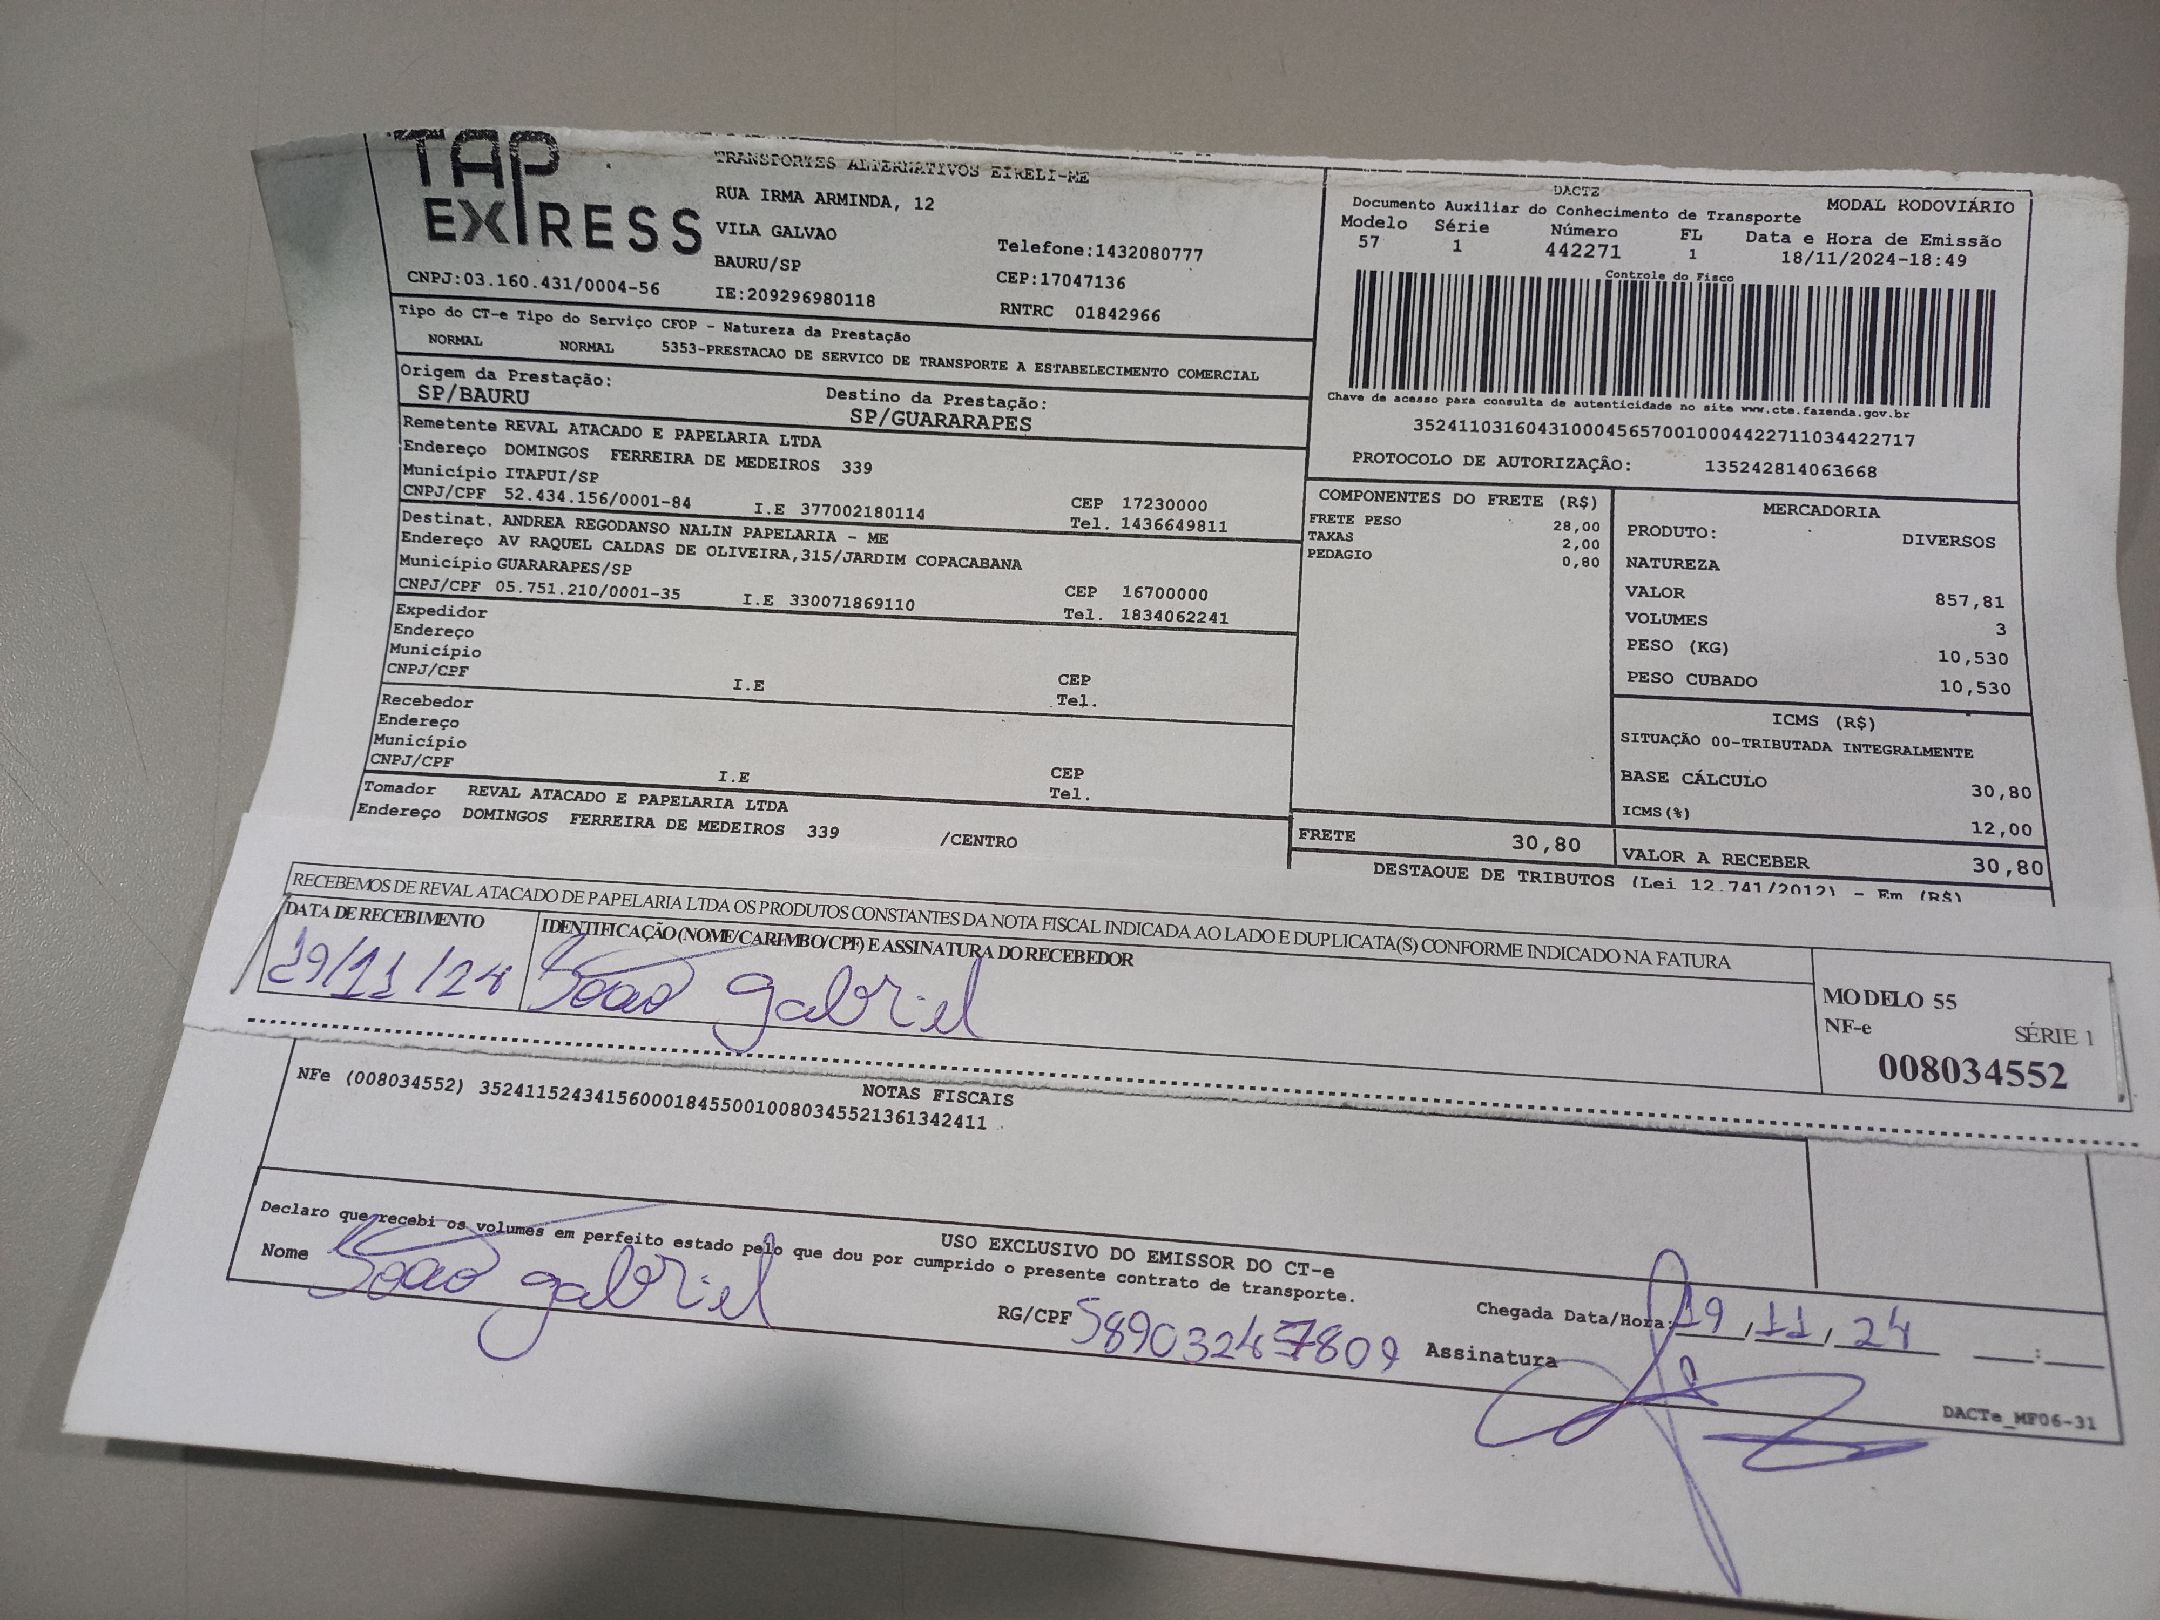 TAP EXPRESS
TRANSPORTES ALTERNATIVOS EIRELI-ME
RUA IRMA ARMINDA, 12
VILA GALVAO
BAURU/SP
Telefone:1432080777
CEP:17047136
CNPJ:03.160.431/0004-56
IE:209296980118
RNTRC 01842966
DACTE
Documento Auxiliar do Conhecimento de Transporte
MODAL RODOVIÁRIO
Modelo Série Número FL Data e Hora de Emissão
57 1 442271 1 18/11/2024-18:49
Controle do Fisco
Chave de acesso para consulta de autenticidade no site www.cte.fazenda.gov.br
35241103160431000456570010004422711034422717
PROTOCOLO DE AUTORIZAÇÃO: 135242814063668
Tipo do CT-e Tipo do Serviço CFOP - Natureza da Prestação
NORMAL NORMAL 5353-PRESTACAO DE SERVICO DE TRANSPORTE A ESTABELECIMENTO COMERCIAL
Origem da Prestação: Destino da Prestação:
SP/BAURU SP/GUARARAPES
Remetente REVAL ATACADO E PAPELARIA LTDA
Endereço DOMINGOS FERREIRA DE MEDEIROS 339
Município ITAPUI/SP CEP 17230000
CNPJ/CPF 52.434.156/0001-84 I.E 377002180114 Tel. 1436649811
Destinat. ANDREA REGODANSO NALIN PAPELARIA - ME
Endereço AV RAQUEL CALDAS DE OLIVEIRA,315/JARDIM COPACABANA
Município GUARARAPES/SP CEP 16700000
CNPJ/CPF 05.751.210/0001-35 I.E 330071869110 Tel. 1834062241
Expedidor
Endereço
Município CEP
CNPJ/CPF I.E Tel.
Recebedor
Endereço
Município CEP
CNPJ/CPF I.E Tel.
Tomador REVAL ATACADO E PAPELARIA LTDA
Endereço DOMINGOS FERREIRA DE MEDEIROS 339 /CENTRO
COMPONENTES DO FRETE (R$)
FRETE PESO 28,00
TAXAS 2,00
PEDAGIO 0,80
FRETE 30,80
MERCADORIA
PRODUTO: DIVERSOS
NATUREZA
VALOR 857,81
VOLUMES 3
PESO (KG) 10,530
PESO CUBADO 10,530
ICMS (R$)
SITUAÇÃO 00-TRIBUTADA INTEGRALMENTE
BASE CÁLCULO 30,80
ICMS(%) 12,00
VALOR A RECEBER 30,80
DESTAQUE DE TRIBUTOS (Lei 12.741/2012) - Em (R$)
RECEBEMOS DE REVAL ATACADO DE PAPELARIA LTDA OS PRODUTOS CONSTANTES DA NOTA FISCAL INDICADA AO LADO E DUPLICATA(S) CONFORME INDICADO NA FATURA
DATA DE RECEBIMENTO IDENTIFICAÇÃO (NOME/CARIMBO/CPF) E ASSINATURA DO RECEBEDOR
19/11/24 João gabriel
MODELO 55
NF-e SÉRIE 1
008034552
NOTAS FISCAIS
NFe (008034552) 35241152434156000184550010080345521361342411
USO EXCLUSIVO DO EMISSOR DO CT-e
Declaro que recebi os volumes em perfeito estado pelo que dou por cumprido o presente contrato de transporte.
Nome João gabriel RG/CPF 58903247809 Chegada Data/Hora: 19/11/24 :
Assinatura
DACTe_MF06-31